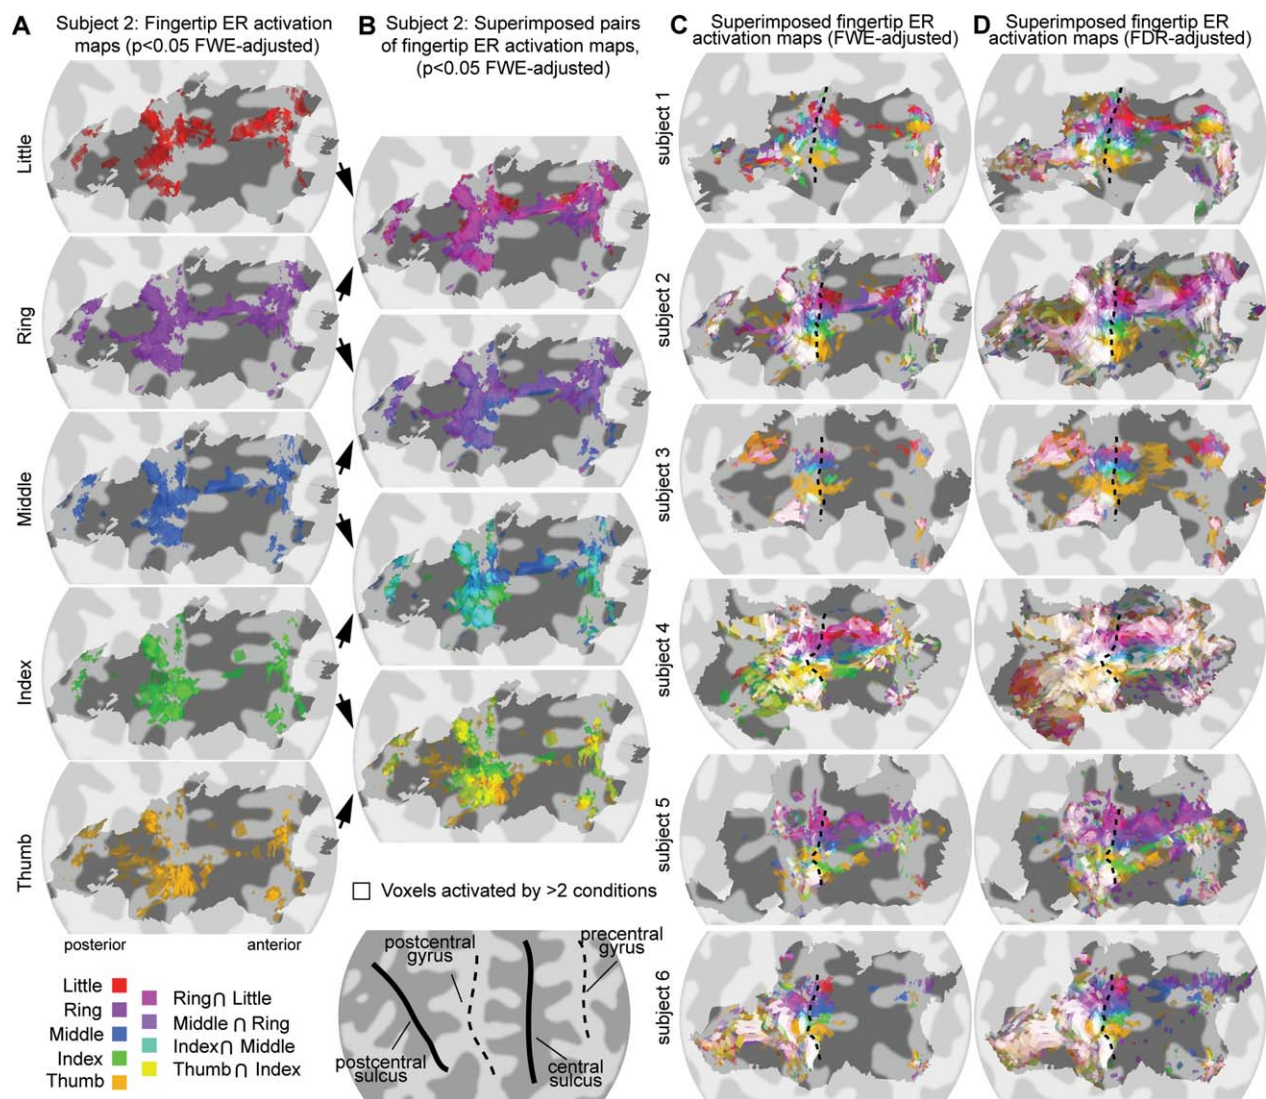 A
Subject 2: Fingertip ER activation
maps (p<0.05 FWE-adjusted)
Little
Ring
Middle
Index
Thumb
posterior
anterior
Little
Ring
Middle
Index
Thumb
Ring∩ Little
Middle ∩ Ring
Index∩ Middle
Thumb∩ Index
B
Subject 2: Superimposed pairs
of fingertip ER activation maps,
(p<0.05 FWE-adjusted)
Voxels activated by >2 conditions
postcentral
gyrus
precentral
gyrus
postcentral
sulcus
central
sulcus
C
Superimposed fingertip ER
activation maps (FWE-adjusted)
subject 1
subject 2
subject 3
subject 4
subject 5
subject 6
D
Superimposed fingertip ER
activation maps (FDR-adjusted)